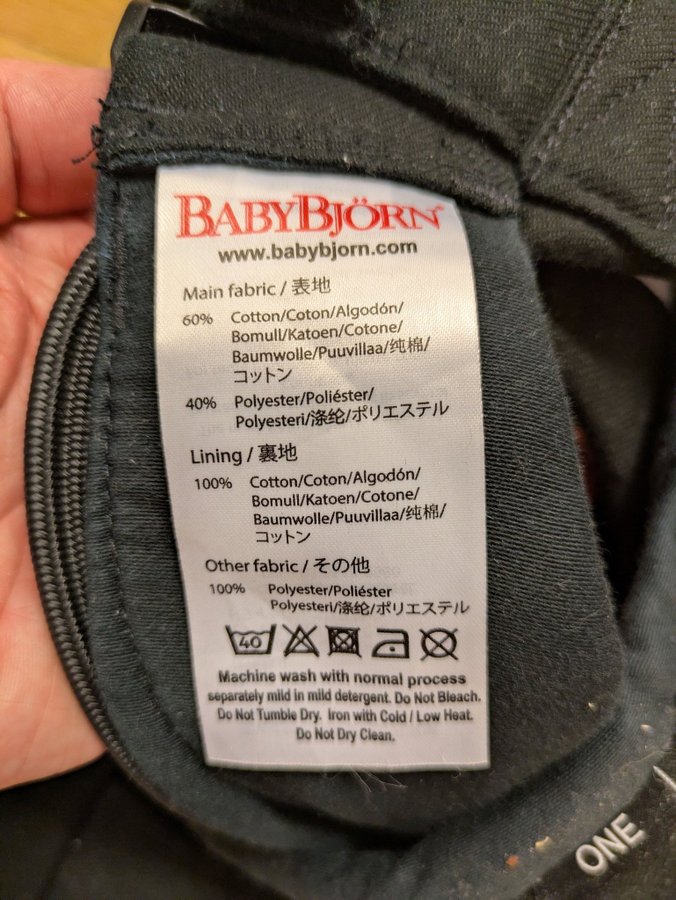 BABYBJÖRN
www.babybjorn.com
Main fabric / 表地
60% Cotton/Coton/Algodón/
Bomull/Katoen/Cotone/
Baumwolle/Puuvillaa/纯棉/
コットン
40% Polyester/Poliéster/
Polyesteri/涤纶/ポリエステル
Lining / 裏地
100% Cotton/Coton/Algodón/
Bomull/Katoen/Cotone/
Baumwolle/Puuvillaa/纯棉/
コットン
Other fabric / その他
100% Polyester/Poliéster
Polyesteri/涤纶/ポリエステル
40
Machine wash with normal process
separately mild in mild detergent. Do Not Bleach.
Do Not Tumble Dry. Iron with Cold / Low Heat.
Do Not Dry Clean.
ONE